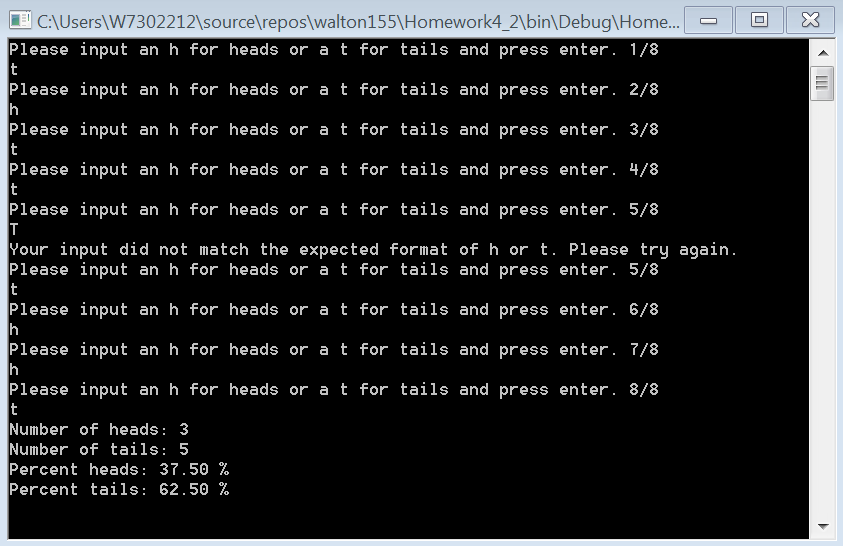 C:\Users\W7302212\source\repos\walton155\Homework4_2\bin\Debug\Home...
Please input an h for heads or a t for tails and press enter. 1/8
t
Please input an h for heads or a t for tails and press enter. 2/8
h
Please input an h for heads or a t for tails and press enter. 3/8
t
Please input an h for heads or a t for tails and press enter. 4/8
t
Please input an h for heads or a t for tails and press enter. 5/8
T
Your input did not match the expected format of h or t. Please try again.
Please input an h for heads or a t for tails and press enter. 5/8
t
Please input an h for heads or a t for tails and press enter. 6/8
h
Please input an h for heads or a t for tails and press enter. 7/8
h
Please input an h for heads or a t for tails and press enter. 8/8
t
Number of heads: 3
Number of tails: 5
Percent heads: 37.50 %
Percent tails: 62.50 %